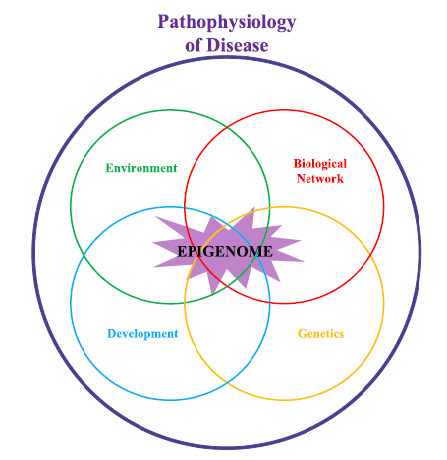 Pathophysiology
of Disease
Environment
Biological
Network
EPIGENOME
Development
Genetics